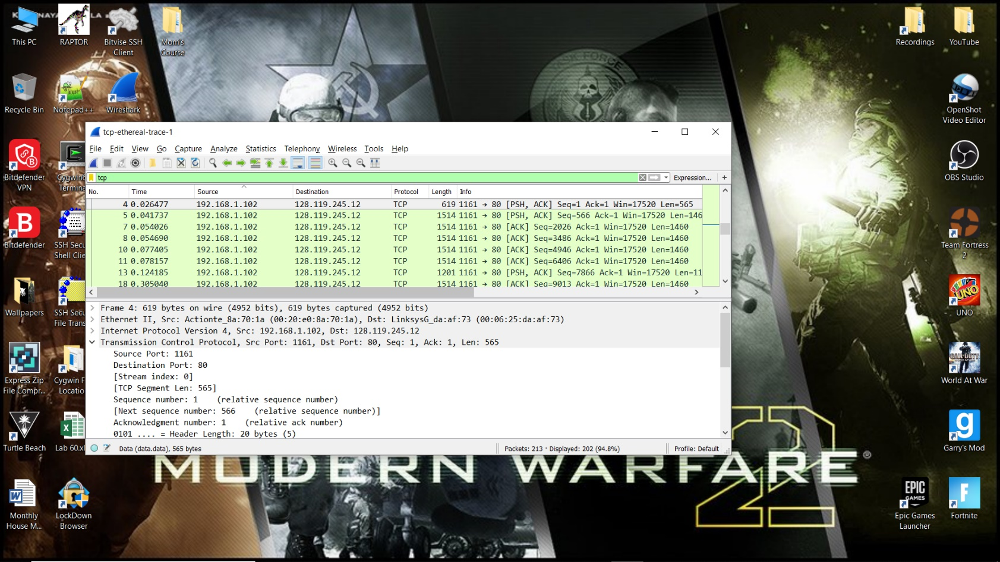 This PC
RAPTOR
Bitvise SSH
Client
Mom's
Course
Recordings
YouTube
Recycle Bin
Notepad++
Wireshark
OpenShot
Video Editor
Bitdefender
VPN
Cygwin
Termina
OBS Studio
Bitdefender
SSH Secu
Shell Clie
Team Fortress
2
Wallpapers
SSH Secu
File Trans
UNO
Express Zip
File Compr...
Cygwin F
Locatio
World At War
Turtle Beach
Lab 60.xl
Garry's Mod
Monthly
House M...
LockDown
Browser
EPIC
GAMES
Epic Games
Launcher
Fortnite
tcp-ethereal-trace-1
File Edit View Go Capture Analyze Statistics Telephony Wireless Tools Help
tcp
Expression... +
No. Time Source Destination Protocol Length Info
4 0.026477 192.168.1.102 128.119.245.12 TCP 619 1161 → 80 [PSH, ACK] Seq=1 Ack=1 Win=17520 Len=565
5 0.041737 192.168.1.102 128.119.245.12 TCP 1514 1161 → 80 [PSH, ACK] Seq=566 Ack=1 Win=17520 Len=146
7 0.054026 192.168.1.102 128.119.245.12 TCP 1514 1161 → 80 [ACK] Seq=2026 Ack=1 Win=17520 Len=1460
8 0.054690 192.168.1.102 128.119.245.12 TCP 1514 1161 → 80 [ACK] Seq=3486 Ack=1 Win=17520 Len=1460
10 0.077405 192.168.1.102 128.119.245.12 TCP 1514 1161 → 80 [ACK] Seq=4946 Ack=1 Win=17520 Len=1460
11 0.078157 192.168.1.102 128.119.245.12 TCP 1514 1161 → 80 [ACK] Seq=6406 Ack=1 Win=17520 Len=1460
13 0.124185 192.168.1.102 128.119.245.12 TCP 1201 1161 → 80 [PSH, ACK] Seq=7866 Ack=1 Win=17520 Len=11
18 0.305040 192.168.1.102 128.119.245.12 TCP 1514 1161 → 80 [ACK] Seq=9013 Ack=1 Win=17520 Len=1460
Frame 4: 619 bytes on wire (4952 bits), 619 bytes captured (4952 bits)
Ethernet II, Src: Actionte_8a:70:1a (00:20:e0:8a:70:1a), Dst: LinksysG_da:af:73 (00:06:25:da:af:73)
Internet Protocol Version 4, Src: 192.168.1.102, Dst: 128.119.245.12
Transmission Control Protocol, Src Port: 1161, Dst Port: 80, Seq: 1, Ack: 1, Len: 565
Source Port: 1161
Destination Port: 80
[Stream index: 0]
[TCP Segment Len: 565]
Sequence number: 1 (relative sequence number)
[Next sequence number: 566 (relative sequence number)]
Acknowledgment number: 1 (relative ack number)
0101 .... = Header Length: 20 bytes (5)
Data (data.data), 565 bytes
Packets: 213 · Displayed: 202 (94.8%)
Profile: Default
MODERN WARFARE
2